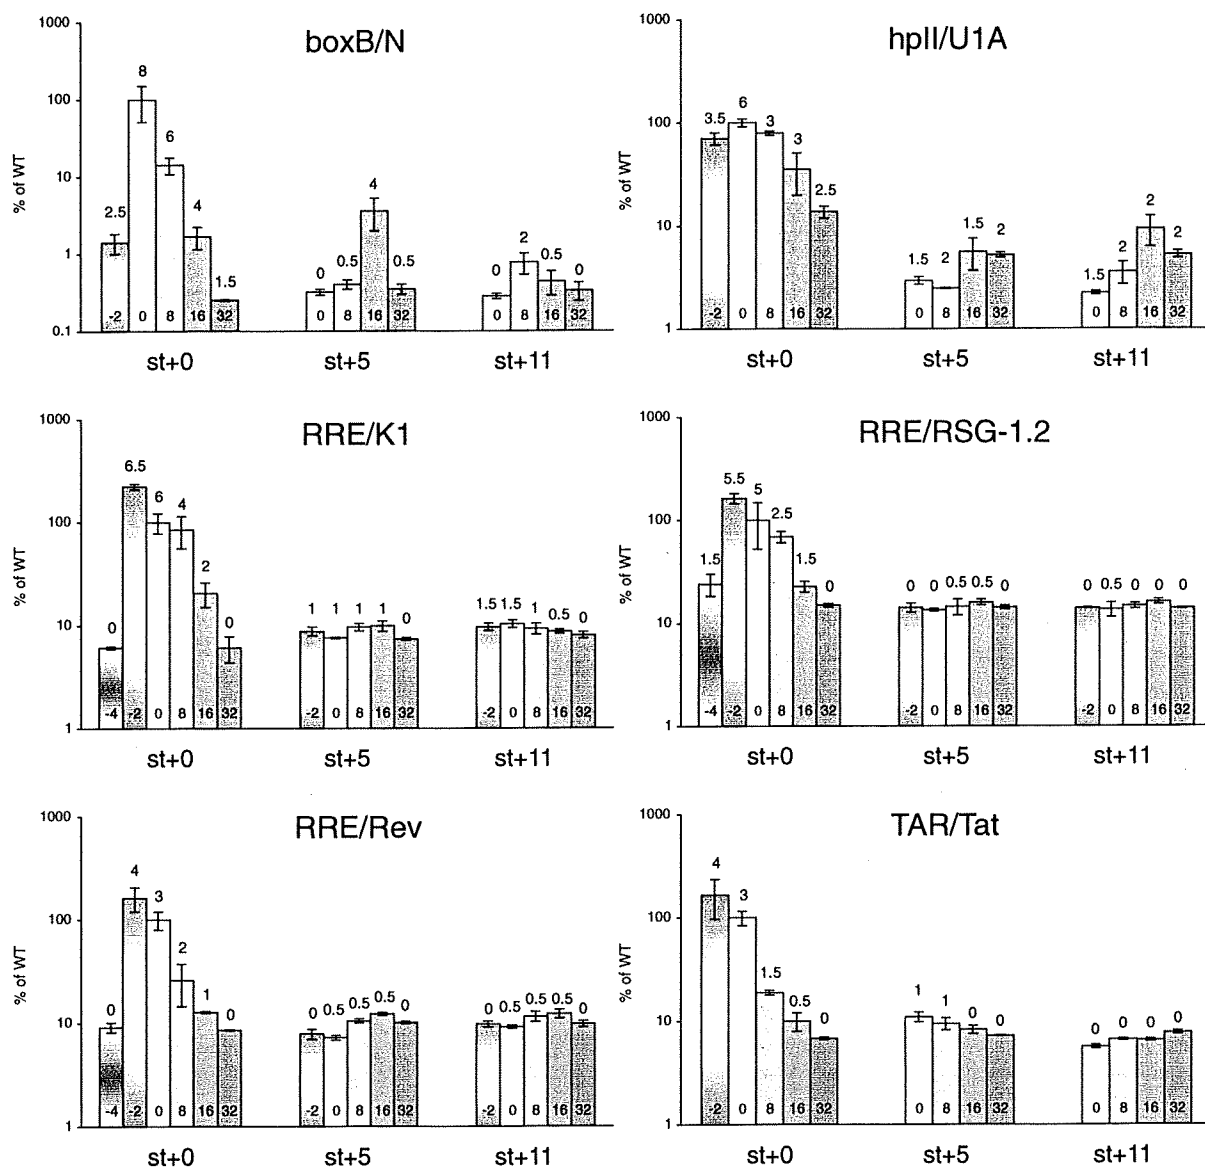 boxB/N
1000
100
10
1
0.1
% of WT
2.5 8 6 4 1.5
0 0.5 4 0.5
0 2 0.5 0
-2 0 8 16 32
0 8 16 32
0 8 16 32
st+0 st+5 st+11
hpII/U1A
1000
100
10
1
% of WT
3.5 6 3 3 2.5
1.5 2 1.5 2
1.5 2 2 2
-2 0 8 16 32
0 8 16 32
0 8 16 32
st+0 st+5 st+11
RRE/K1
1000
100
10
1
% of WT
0 6.5 6 4 2 0
1 1 1 1 0
1.5 1.5 1 0.5 0
-4 -2 0 8 16 32
-2 0 8 16 32
-2 0 8 16 32
st+0 st+5 st+11
RRE/RSG-1.2
1000
100
10
1
% of WT
1.5 5.5 5 2.5 1.5 0
0 0 0.5 0.5 0
0 0.5 0 0 0
-4 -2 0 8 16 32
-2 0 8 16 32
-2 0 8 16 32
st+0 st+5 st+11
RRE/Rev
1000
100
10
1
% of WT
0 4 3 2 1 0
0 0.5 0.5 0.5 0
0 0.5 0.5 0.5 0
-4 -2 0 8 16 32
-2 0 8 16 32
-2 0 8 16 32
st+0 st+5 st+11
TAR/Tat
1000
100
10
1
% of WT
4 3 1.5 0.5 0
1 1 0 0
0 0 0 0
-2 0 8 16 32
0 8 16 32
0 8 16 32
st+0 st+5 st+11